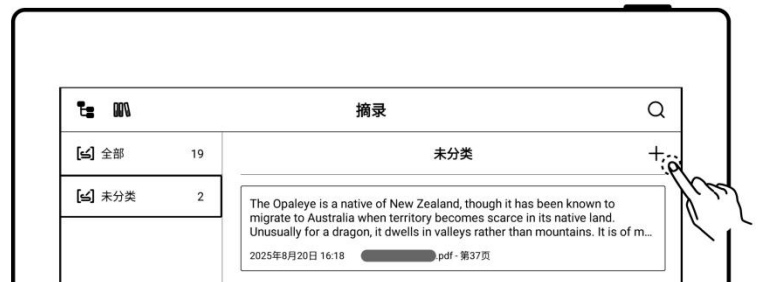 摘录
全部 19
未分类 2
未分类
The Opaleye is a native of New Zealand, though it has been known to
migrate to Australia when territory becomes scarce in its native land.
Unusually for a dragon, it dwells in valleys rather than mountains. It is of m...
2025年8月20日 16:18 .pdf - 第37页